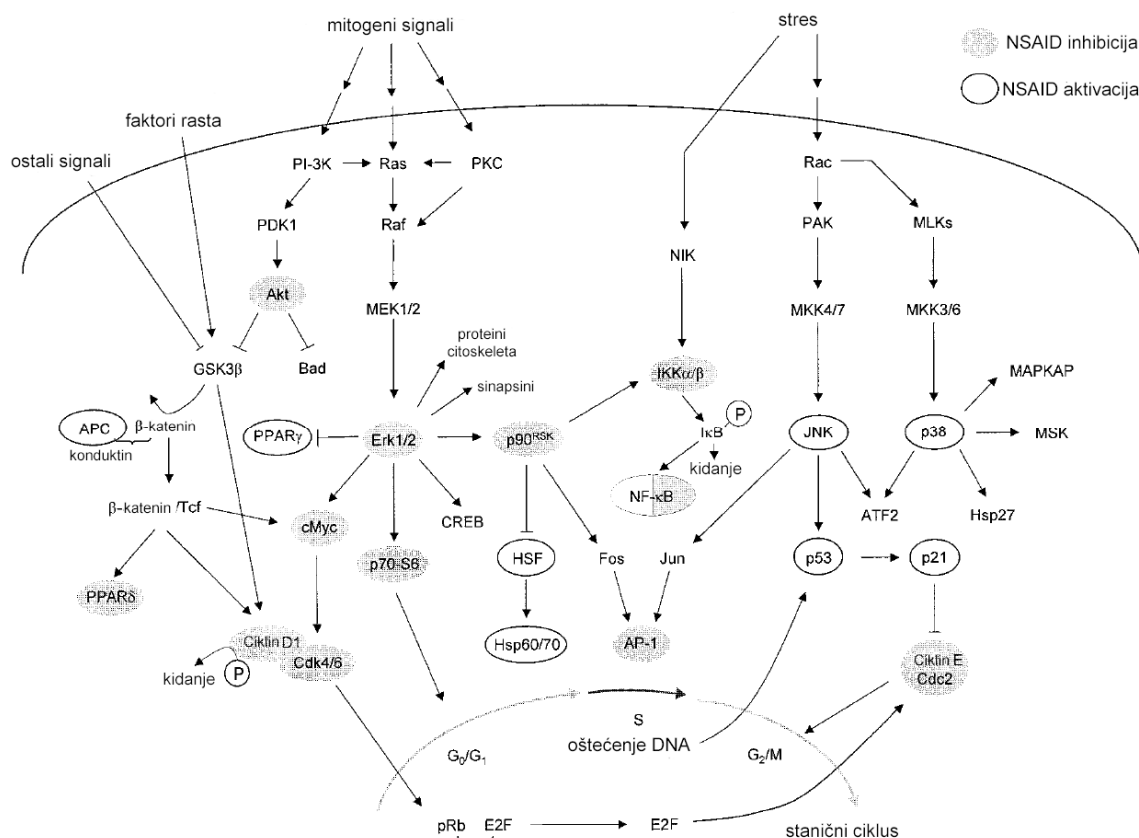 mitogeni signali
stres
NSAID inhibicija
NSAID aktivacija
faktori rasta
ostali signali
PI-3K
Ras
PKC
Rac
PDK1
Raf
PAK
MLKs
NIK
Akt
MEK1/2
MKK4/7
MKK3/6
proteini
citoskeleta
GSK3β
Bad
sinapsini
IKKα/β
MAPKAP
APC
β-katenin
konduktin
PPARγ
Erk1/2
p90RSK
P
IκB
kidanje
JNK
p38
MSK
NF-κB
β-katenin /Tcf
cMyc
CREB
ATF2
Hsp27
p70-S6
HSF
Fos
Jun
p53
p21
PPARδ
Ciklin D1
Cdk4/6
Hsp60/70
AP-1
Ciklin E
Cdc2
kidanje
P
S
oštećenje DNA
G0/G1
G2/M
pRb
E2F
E2F
stanični ciklus